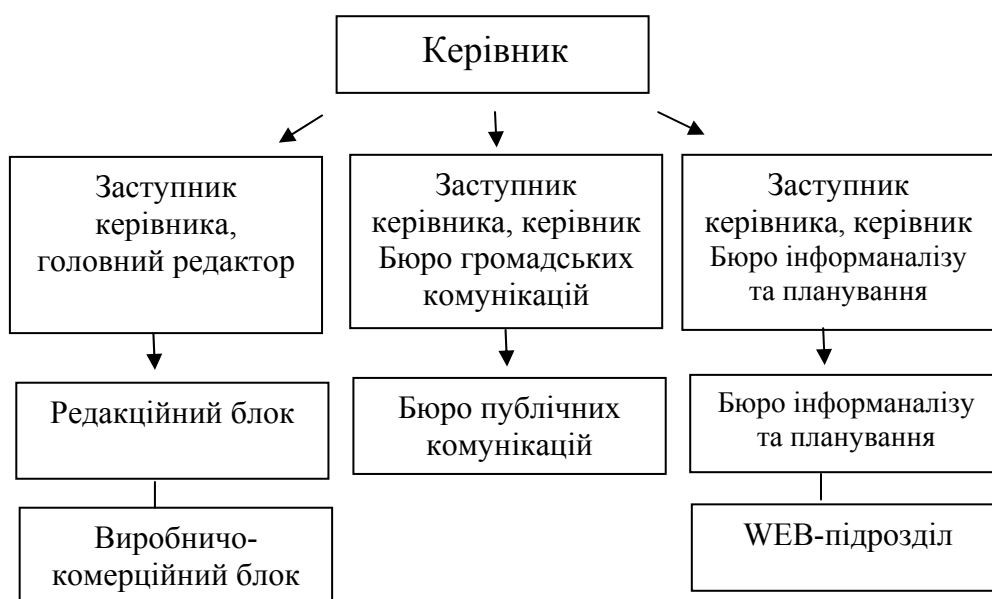 Керівник
Заступник
керівника,
головний редактор
Заступник
керівника, керівник
Бюро громадських
комунікацій
Заступник
керівника, керівник
Бюро інформаналізу
та планування
Редакційний блок
Бюро публічних
комунікацій
Бюро інформаналізу
та планування
Виробничо-
комерційний блок
WEB-підрозділ